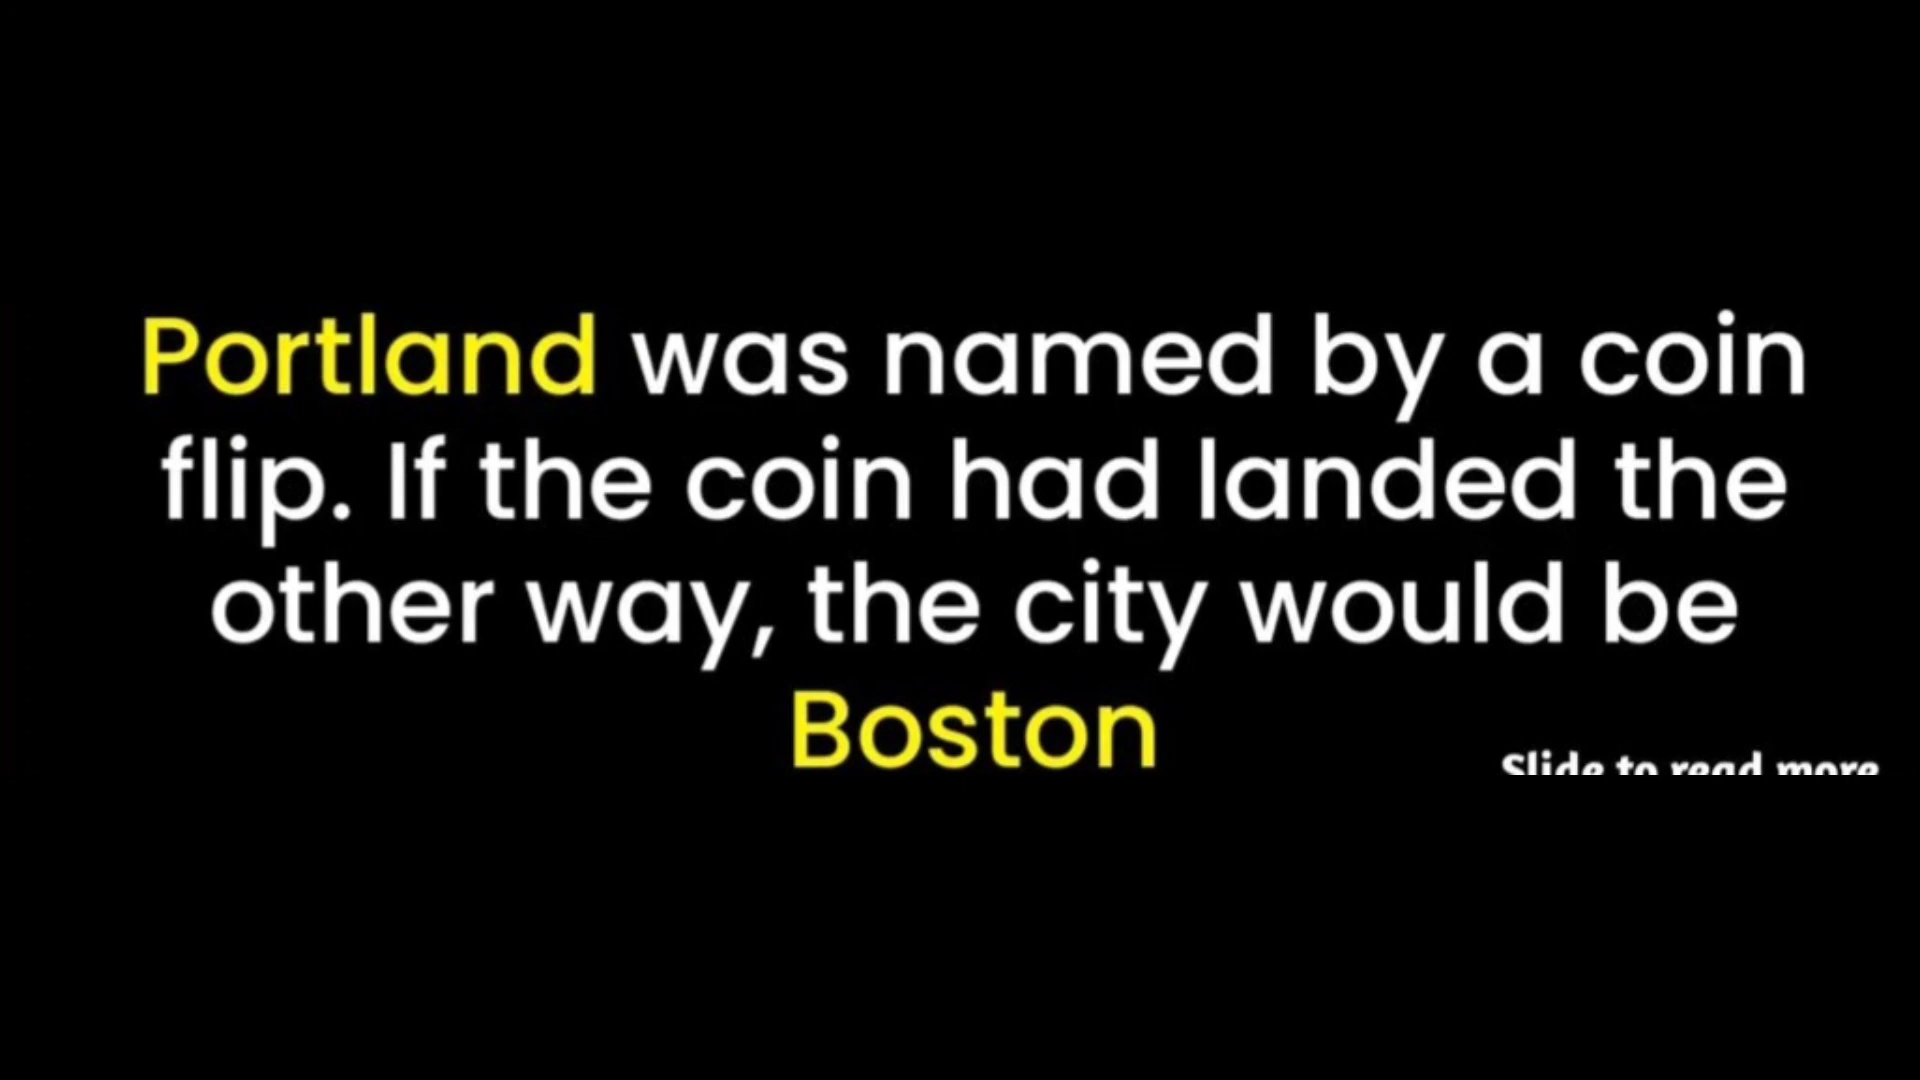 Portland was named by a coin
flip. If the coin had landed the
other way, the city would be
Boston
Slide to read more